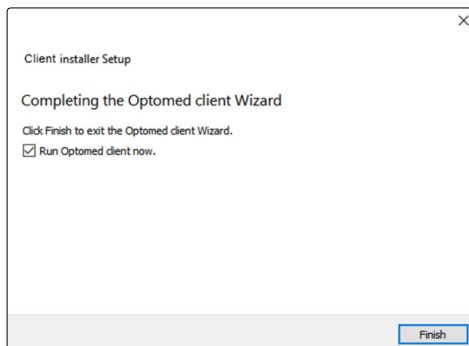 Client installer Setup
Completing the Optomed client Wizard
Click Finish to exit the Optomed client Wizard.
Run Optomed client now.
Finish